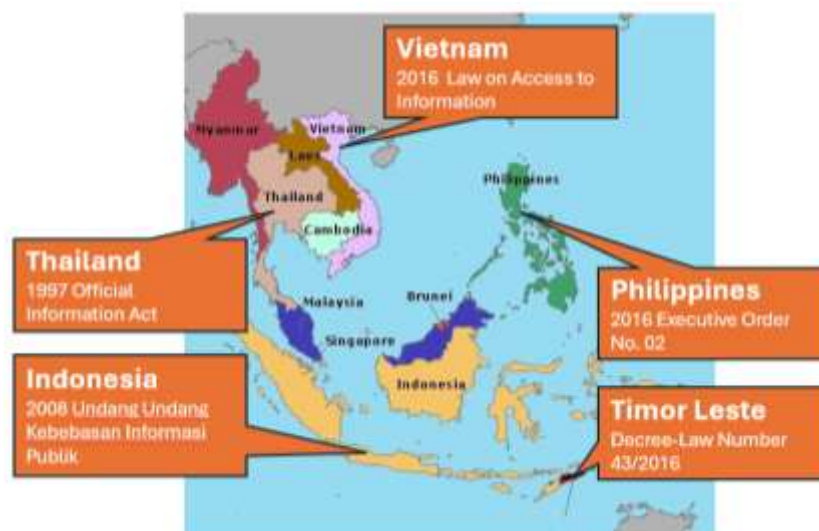 Vietnam
2016 Law on Access to
Information
Myanmar
Vietnam
Laos
Thailand
Philippines
Cambodia
Thailand
1997 Official
Information Act
Malaysia
Brunei
Singapore
Philippines
2016 Executive Order
No. 02
Indonesia
2008 Undang Undang
Kebebasan Informasi
Publik
Indonesia
Timor Leste
Decree-Law Number
43/2016